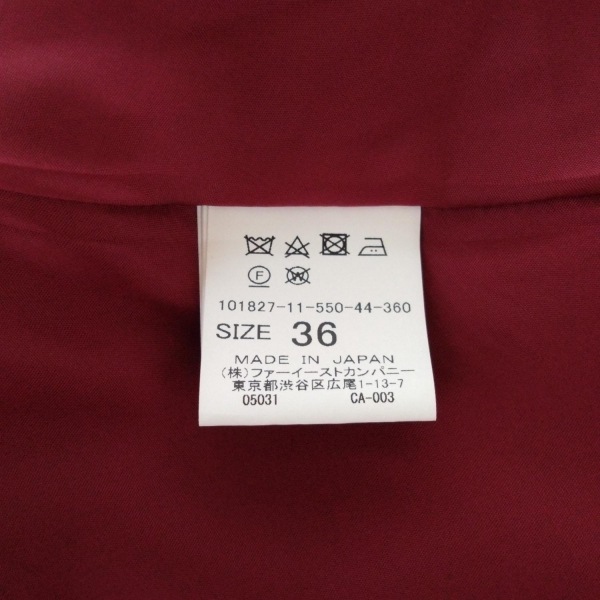 F W
101827-11-550-44-360
SIZE 36
MADE IN JAPAN
(株)ファーイーストカンパニー
東京都渋谷区広尾1-13-7
05031 CA-003